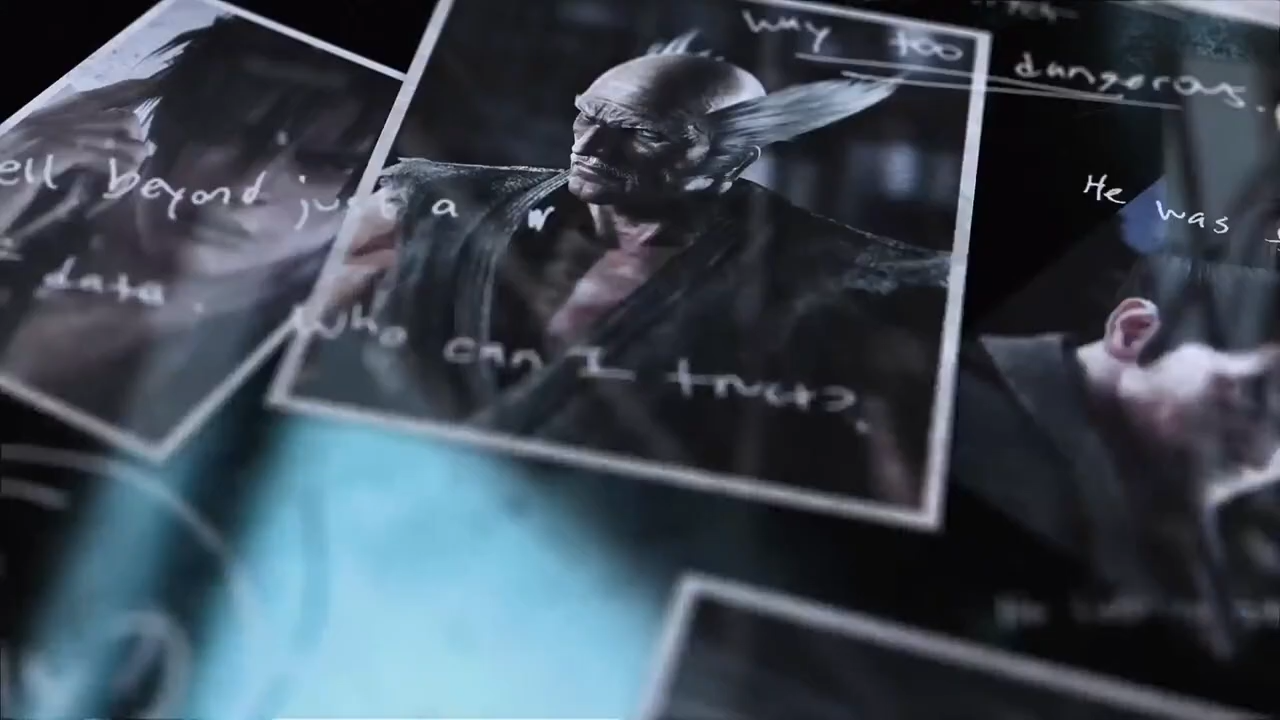 Way too dangerous.
ell beyond just a
He was
data.
Who can I trust?